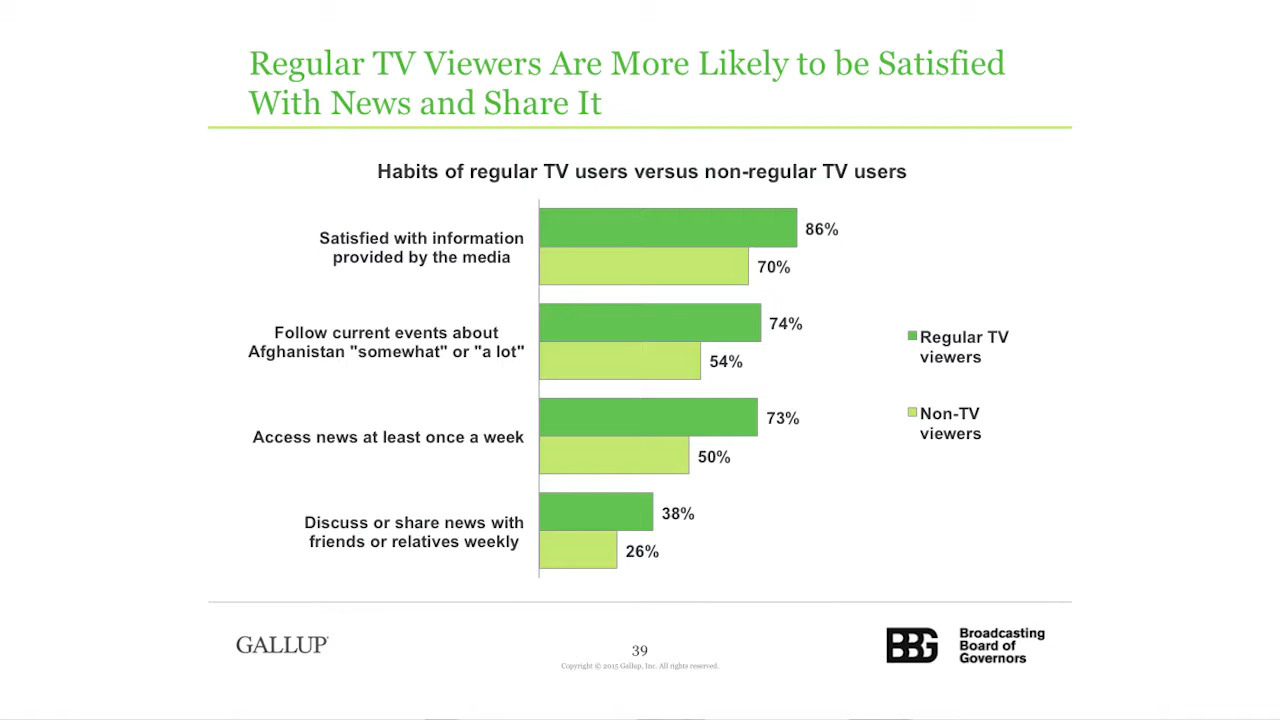 Regular TV Viewers Are More Likely to be Satisfied
With News and Share It
Habits of regular TV users versus non-regular TV users
Satisfied with information
provided by the media
86%
70%
Follow current events about
Afghanistan "somewhat" or "a lot"
74%
54%
Access news at least once a week
73%
50%
Discuss or share news with
friends or relatives weekly
38%
26%
Regular TV
viewers
Non-TV
viewers
GALLUP®
39
Copyright © 2015 Gallup, Inc. All rights reserved.
BBG
Broadcasting
Board of
Governors